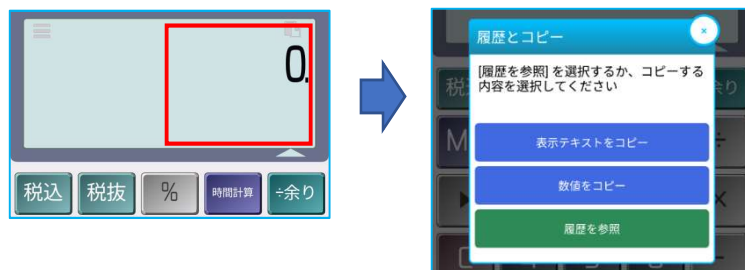 0.
税込 税抜 % 時間計算 ÷余り
履歴とコピー
×
[履歴を参照] を選択するか、コピーする
内容を選択してください
表示テキストをコピー
数値をコピー
履歴を参照
税
余り
M
÷
×